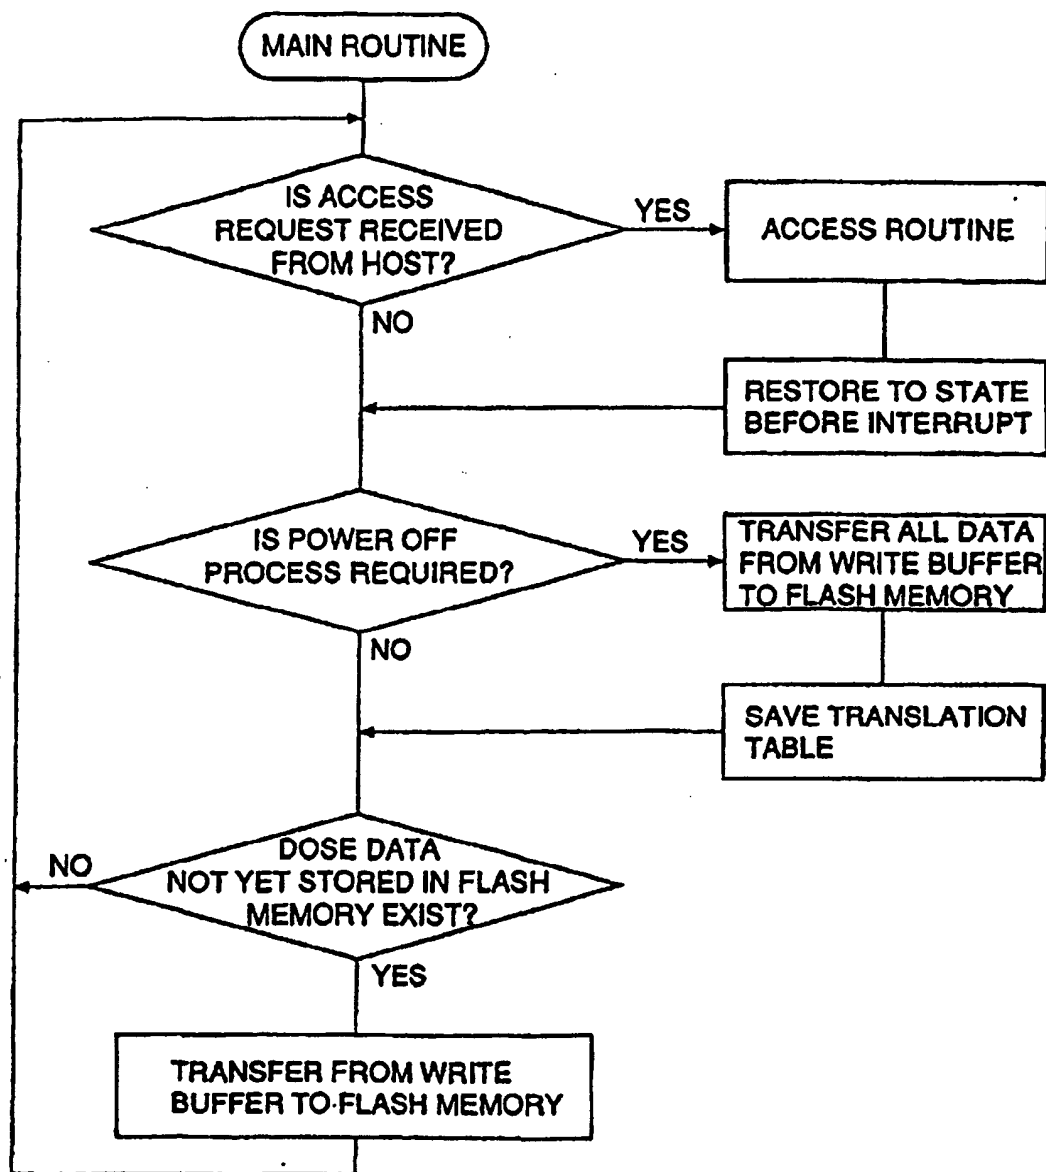 MAIN ROUTINE
IS ACCESS
REQUEST RECEIVED
FROM HOST?
YES
ACCESS ROUTINE
NO
RESTORE TO STATE
BEFORE INTERRUPT
IS POWER OFF
PROCESS REQUIRED?
YES
TRANSFER ALL DATA
FROM WRITE BUFFER
TO FLASH MEMORY
NO
SAVE TRANSLATION
TABLE
DOSE DATA
NOT YET STORED IN FLASH
MEMORY EXIST?
NO
YES
TRANSFER FROM WRITE
BUFFER TO FLASH MEMORY